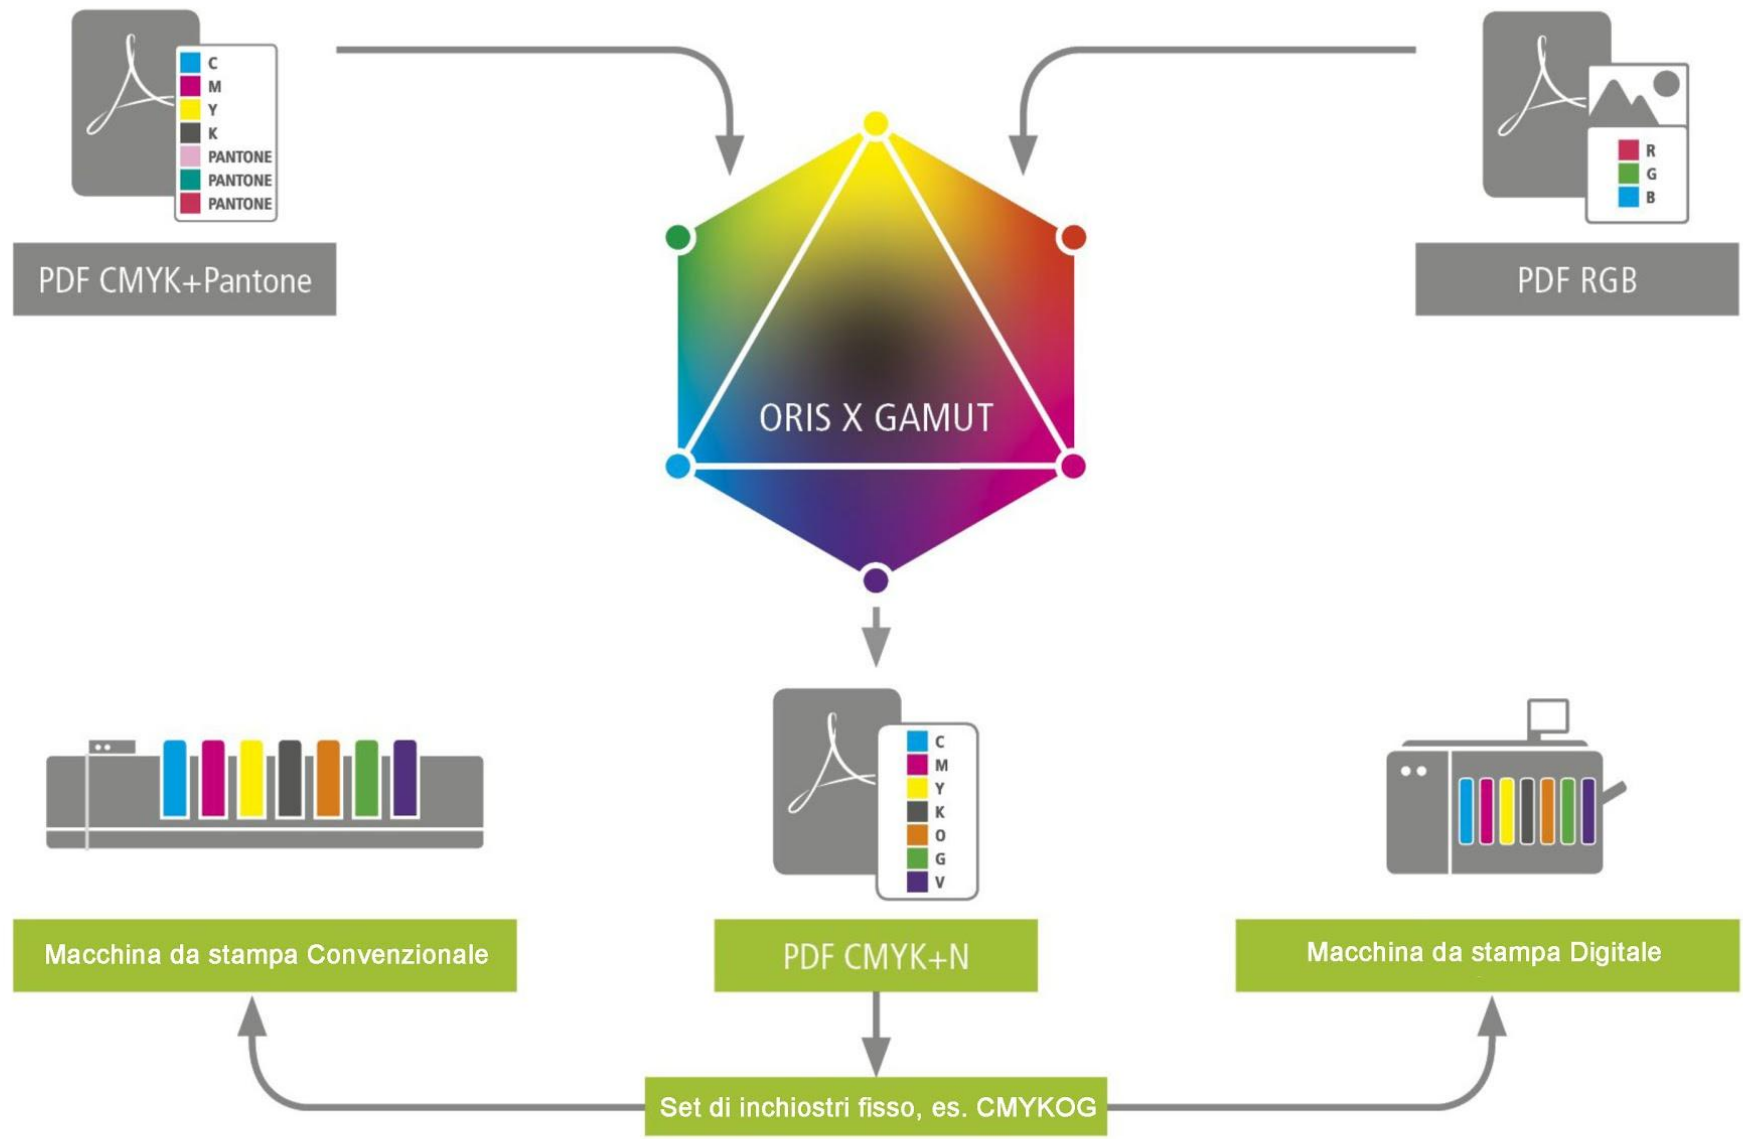 C
M
Y
K
PANTONE
PANTONE
PANTONE
PDF CMYK+Pantone
R
G
B
PDF RGB
ORIS X GAMUT
C
M
Y
K
O
G
V
Macchina da stampa Convenzionale
PDF CMYK+N
Macchina da stampa Digitale
Set di inchiostri fisso, es. CMYKOG